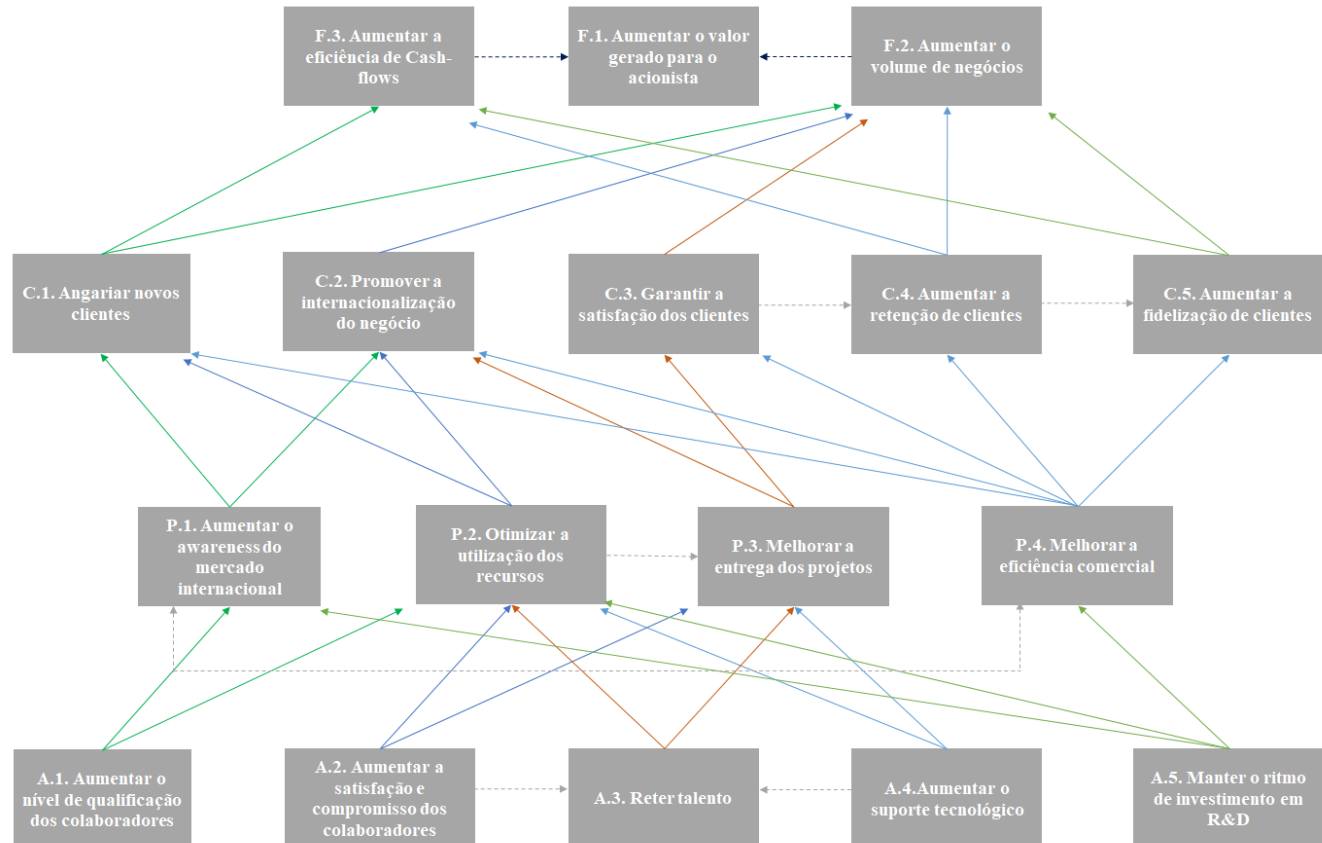 F.3. Aumentar a
eficiência de Cash-
flows
F.1. Aumentar o valor
gerado para o
acionista
F.2. Aumentar o
volume de negócios
C.1. Angariar novos
clientes
C.2. Promover a
internacionalização
do negócio
C.3. Garantir a
satisfação dos clientes
C.4. Aumentar a
retenção de clientes
C.5. Aumentar a
fidelização de clientes
P.1. Aumentar o
awareness do
mercado
internacional
P.2. Otimizar a
utilização dos
recursos
P.3. Melhorar a
entrega dos projetos
P.4. Melhorar a
eficiência comercial
A.1. Aumentar o
nível de qualificação
dos colaboradores
A.2. Aumentar a
satisfação e
compromisso dos
colaboradores
A.3. Reter talento
A.4.Aumentar o
suporte tecnológico
A.5. Manter o ritmo
de investimento em
R&D